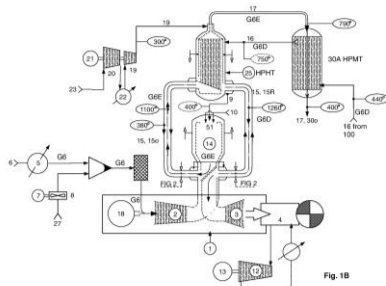 17
G6E
19
790°
300°
16
G6D
21
20
19
750°
30A HPMT
G6E
25
HPHT
23
22
1100°
400°
9
15, 15R
10
1260°
400°
440°
380°
51
G6D
17, 30o
G6D
15, 15o
14
16 from
100
6
5
G6
G6E
G6
FIG 2
FIG 2
7
8
G6
27
18
2
3
4
1
13
12
Fig. 1B